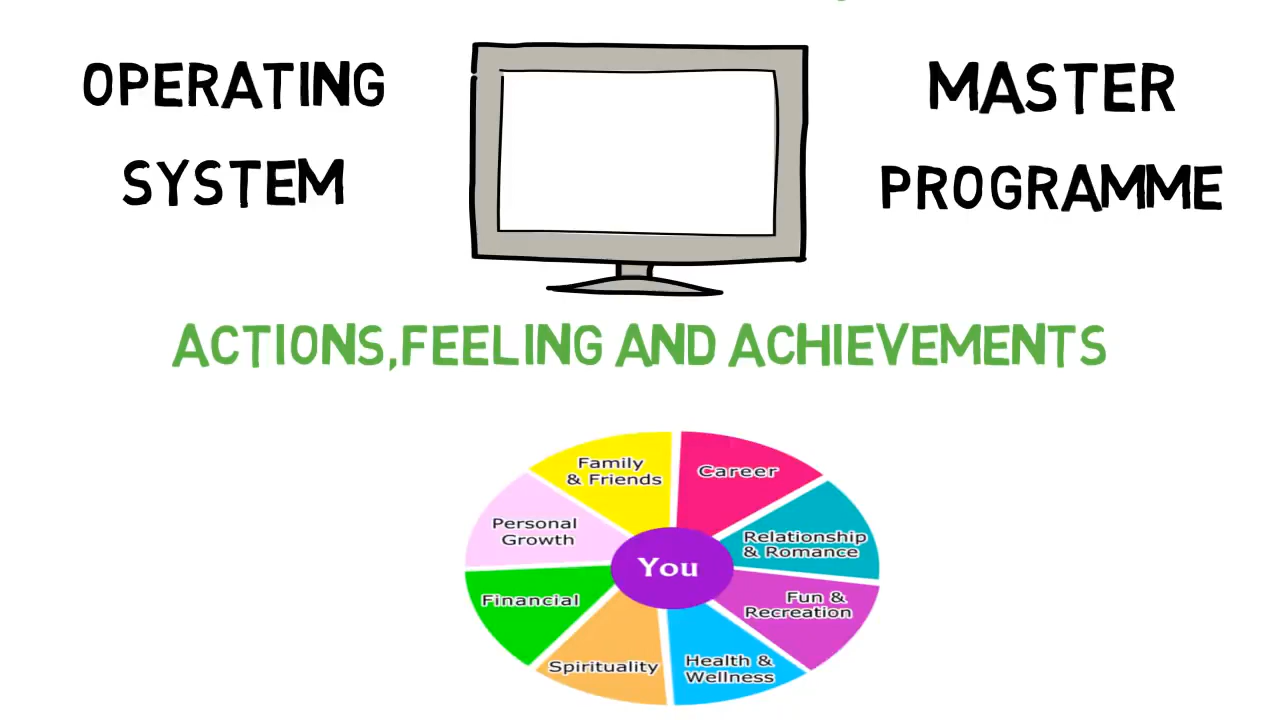 OPERATING
SYSTEM
MASTER
PROGRAMME
ACTIONS,FEELING AND ACHIEVEMENTS
Family
& Friends
Career
Personal
Growth
Relationship
& Romance
You
Financial
Fun &
Recreation
Spirituality
Health &
Wellness